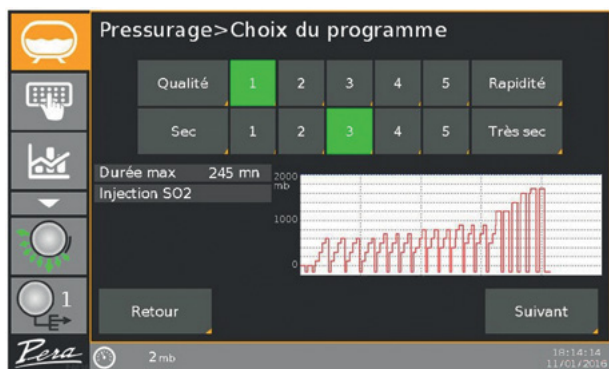 Pressurage>Choix du programme
Qualité 1 2 3 4 5 Rapidité
Sec 1 2 3 4 5 Très sec
Durée max 245 mn
Injection SO2
2000
mb
1000
0
1
Retour
Suivant
Pera
2 mb
18:14:14
11/01/2016